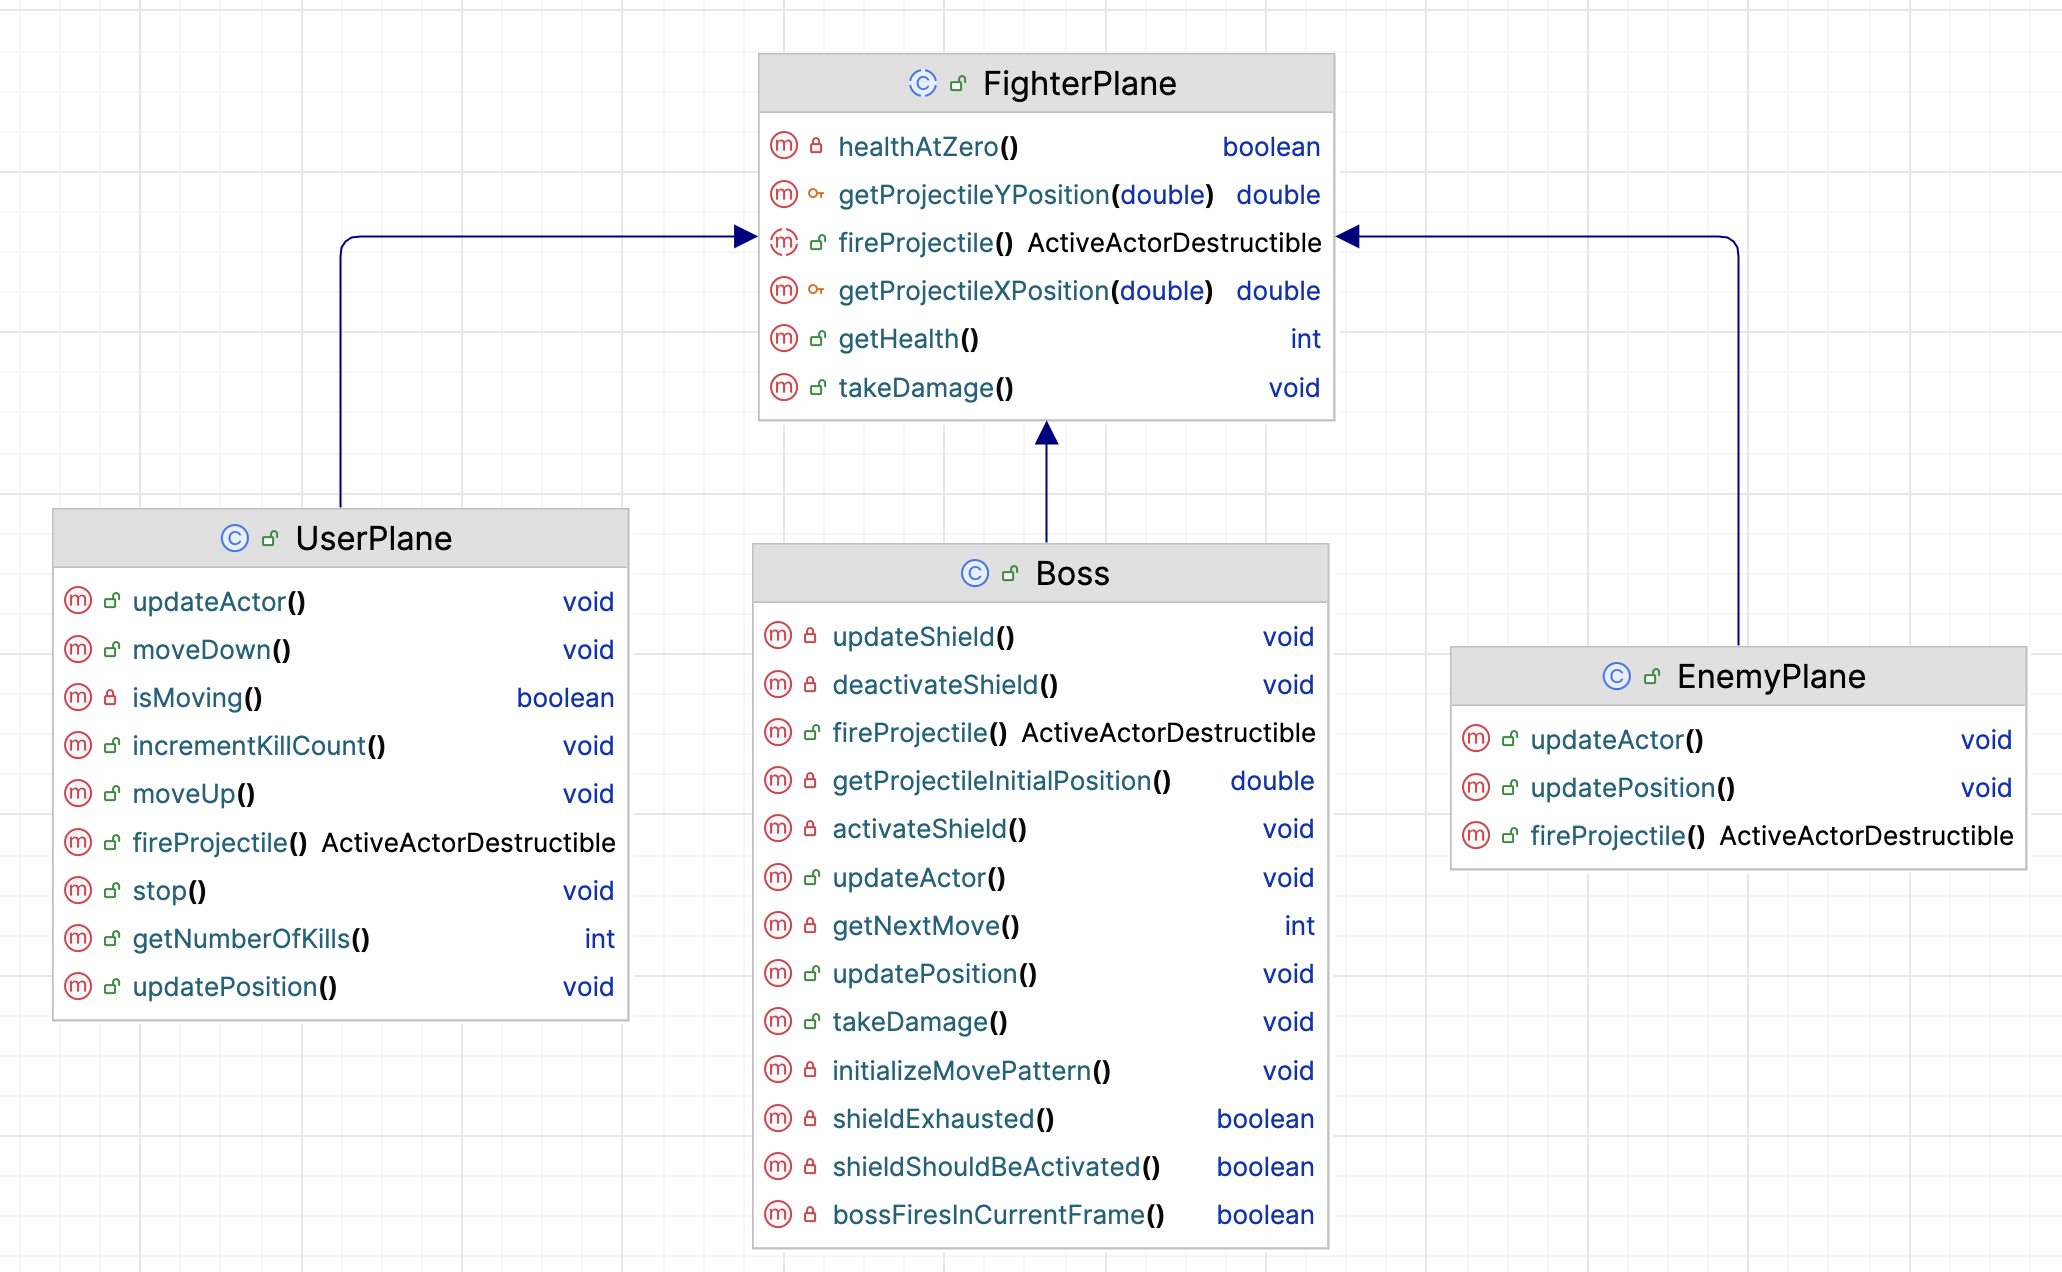 FighterPlane
healthAtZero() boolean
getProjectileYPosition(double) double
fireProjectile() ActiveActorDestructible
getProjectileXPosition(double) double
getHealth() int
takeDamage() void
UserPlane
updateActor() void
moveDown() void
isMoving() boolean
incrementKillCount() void
moveUp() void
fireProjectile() ActiveActorDestructible
stop() void
getNumberOfKills() int
updatePosition() void
Boss
updateShield() void
deactivateShield() void
fireProjectile() ActiveActorDestructible
getProjectileInitialPosition() double
activateShield() void
updateActor() void
getNextMove() int
updatePosition() void
takeDamage() void
initializeMovePattern() void
shieldExhausted() boolean
shieldShouldBeActivated() boolean
bossFiresInCurrentFrame() boolean
EnemyPlane
updateActor() void
updatePosition() void
fireProjectile() ActiveActorDestructible